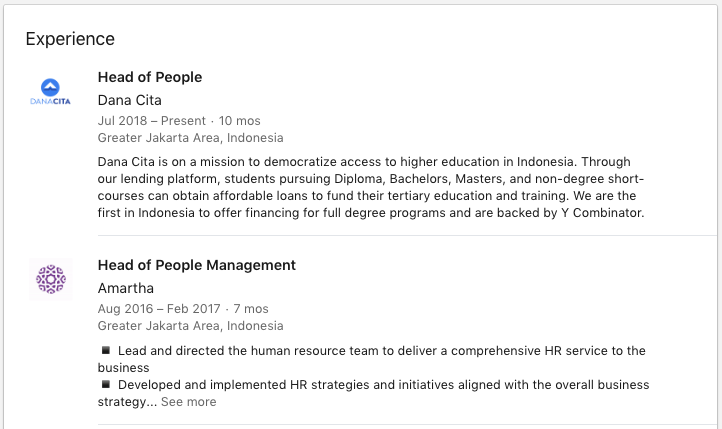 Experience
Head of People
DANACITA
Dana Cita
Jul 2018 – Present · 10 mos
Greater Jakarta Area, Indonesia
Dana Cita is on a mission to democratize access to higher education in Indonesia. Through
our lending platform, students pursuing Diploma, Bachelors, Masters, and non-degree short-
courses can obtain affordable loans to fund their tertiary education and training. We are the
first in Indonesia to offer financing for full degree programs and are backed by Y Combinator.
Head of People Management
Amartha
Aug 2016 – Feb 2017 · 7 mos
Greater Jakarta Area, Indonesia
▪ Lead and directed the human resource team to deliver a comprehensive HR service to the
business
▪ Developed and implemented HR strategies and initiatives aligned with the overall business
strategy... See more